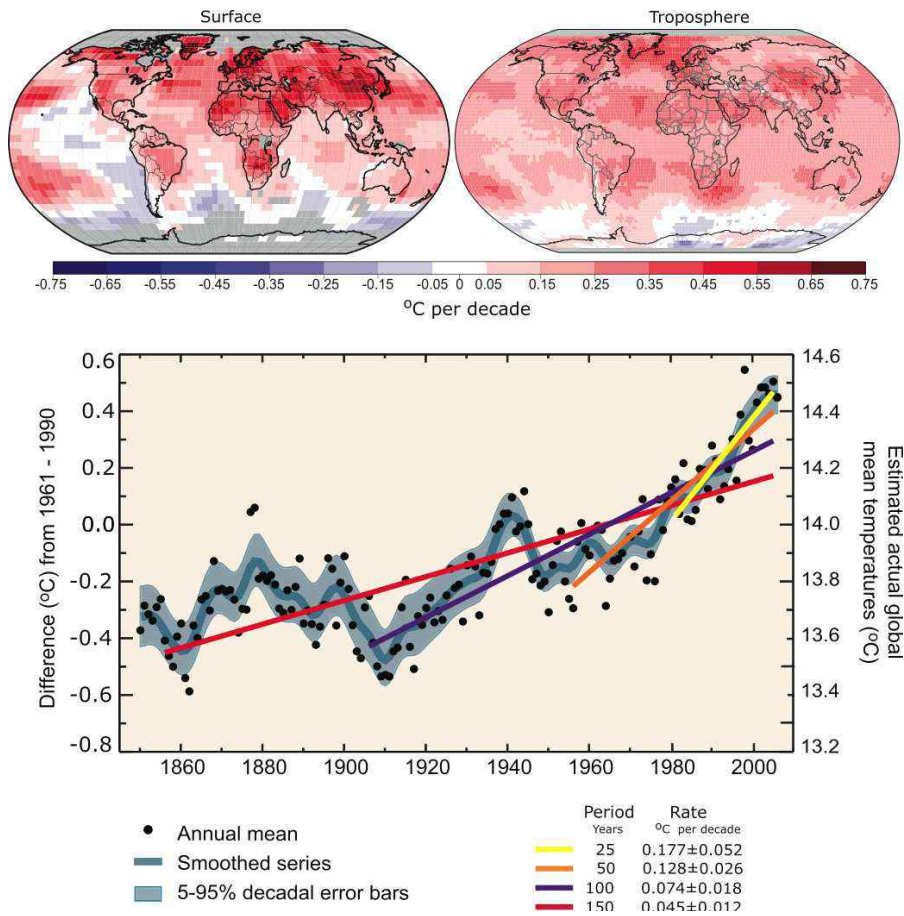 Surface Troposphere
-0.75 -0.65 -0.55 -0.45 -0.35 -0.25 -0.15 -0.05 0 0.05 0.15 0.25 0.35 0.45 0.55 0.65 0.75
ºC per decade
0.6
0.4
0.2
0.0
-0.2
-0.4
-0.6
-0.8
Difference (ºC) from 1961 - 1990
14.6
14.4
14.2
14.0
13.8
13.6
13.4
13.2
Estimated actual global
mean temperatures (ºC)
1860 1880 1900 1920 1940 1960 1980 2000
Annual mean
Smoothed series
5-95% decadal error bars
Period Rate
Years ºC per decade
25 0.177±0.052
50 0.128±0.026
100 0.074±0.018
150 0.045±0.012